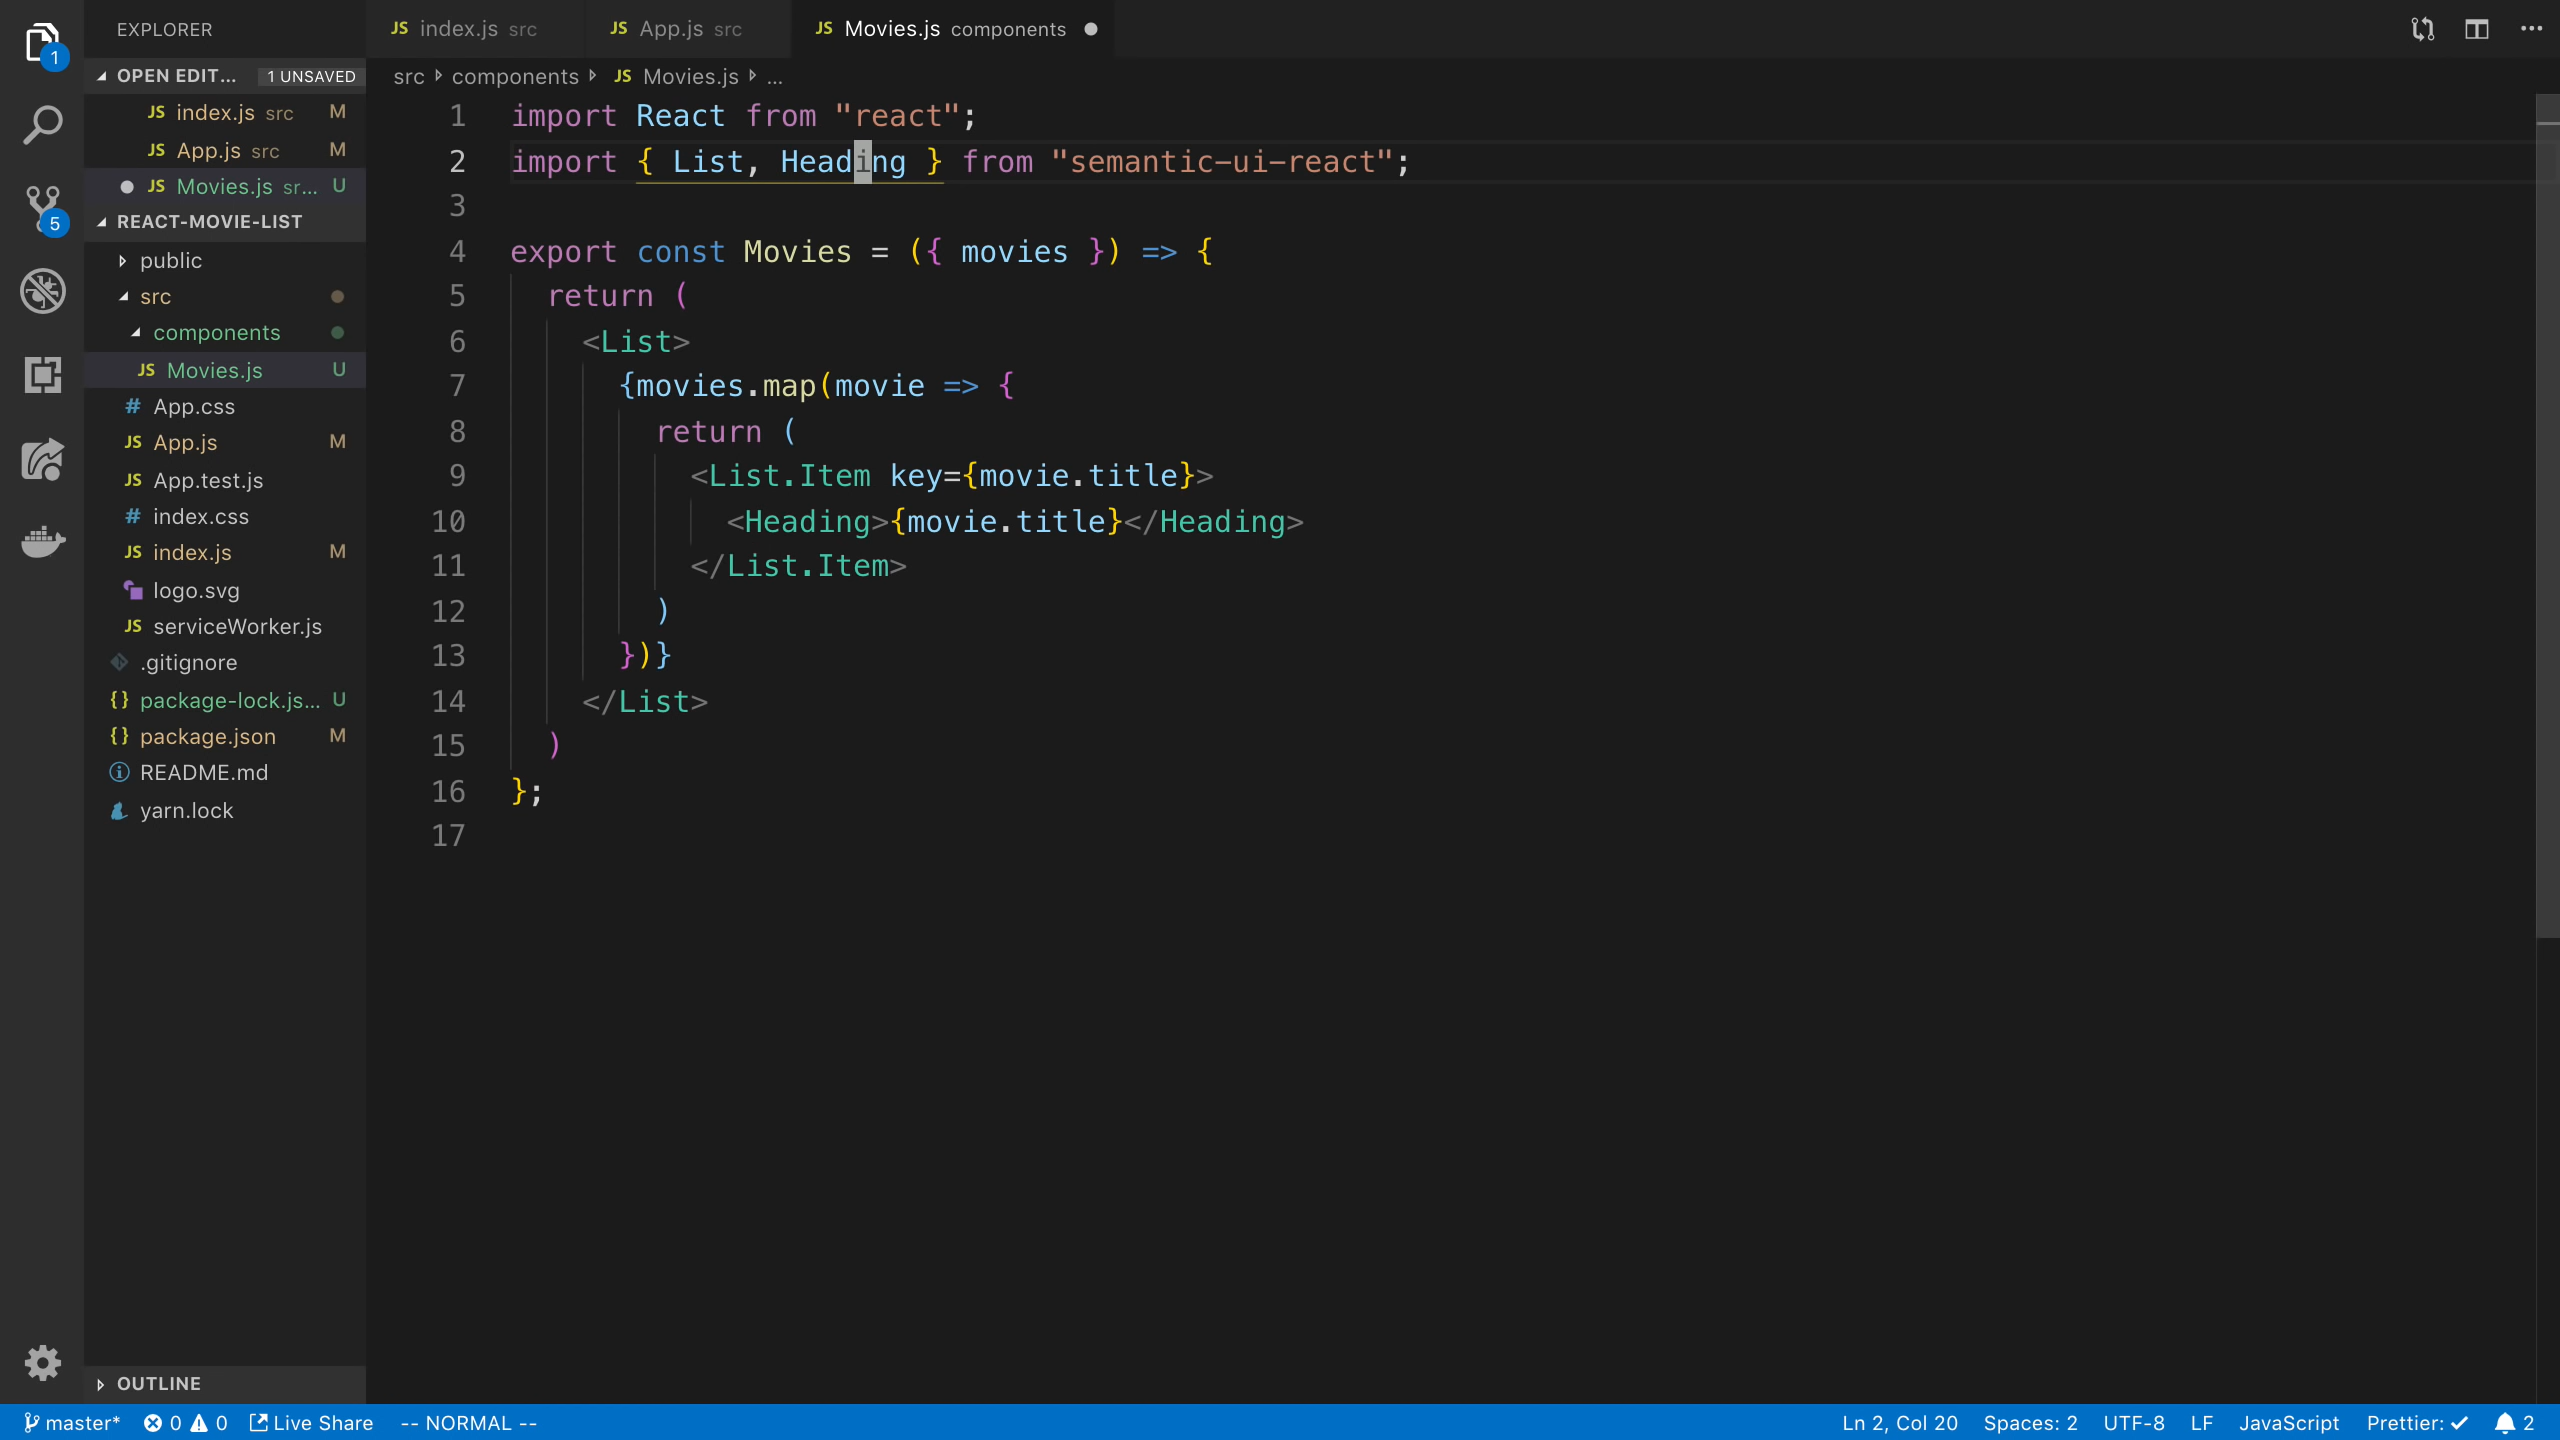 EXPLORER
OPEN EDIT... 1 UNSAVED
JS index.js src M
JS App.js src M
JS Movies.js sr... U
REACT-MOVIE-LIST
public
src
components
JS Movies.js U
# App.css
JS App.js M
JS App.test.js
# index.css
JS index.js M
logo.svg
JS serviceWorker.js
.gitignore
{} package-lock.js... U
{} package.json M
README.md
yarn.lock
OUTLINE
1
5
JS index.js src JS App.js src JS Movies.js components
src components JS Movies.js ...
1 import React from "react";
2 import { List, Heading } from "semantic-ui-react";
3
4 export const Movies = ({ movies }) => {
5 return (
6 <List>
7 {movies.map(movie => {
8 return (
9 <List.Item key={movie.title}>
10 <Heading>{movie.title}</Heading>
11 </List.Item>
12 )
13 })}
14 </List>
15 )
16 };
17
master* 0 0 Live Share -- NORMAL -- Ln 2, Col 20 Spaces: 2 UTF-8 LF JavaScript Prettier: ✓ 2